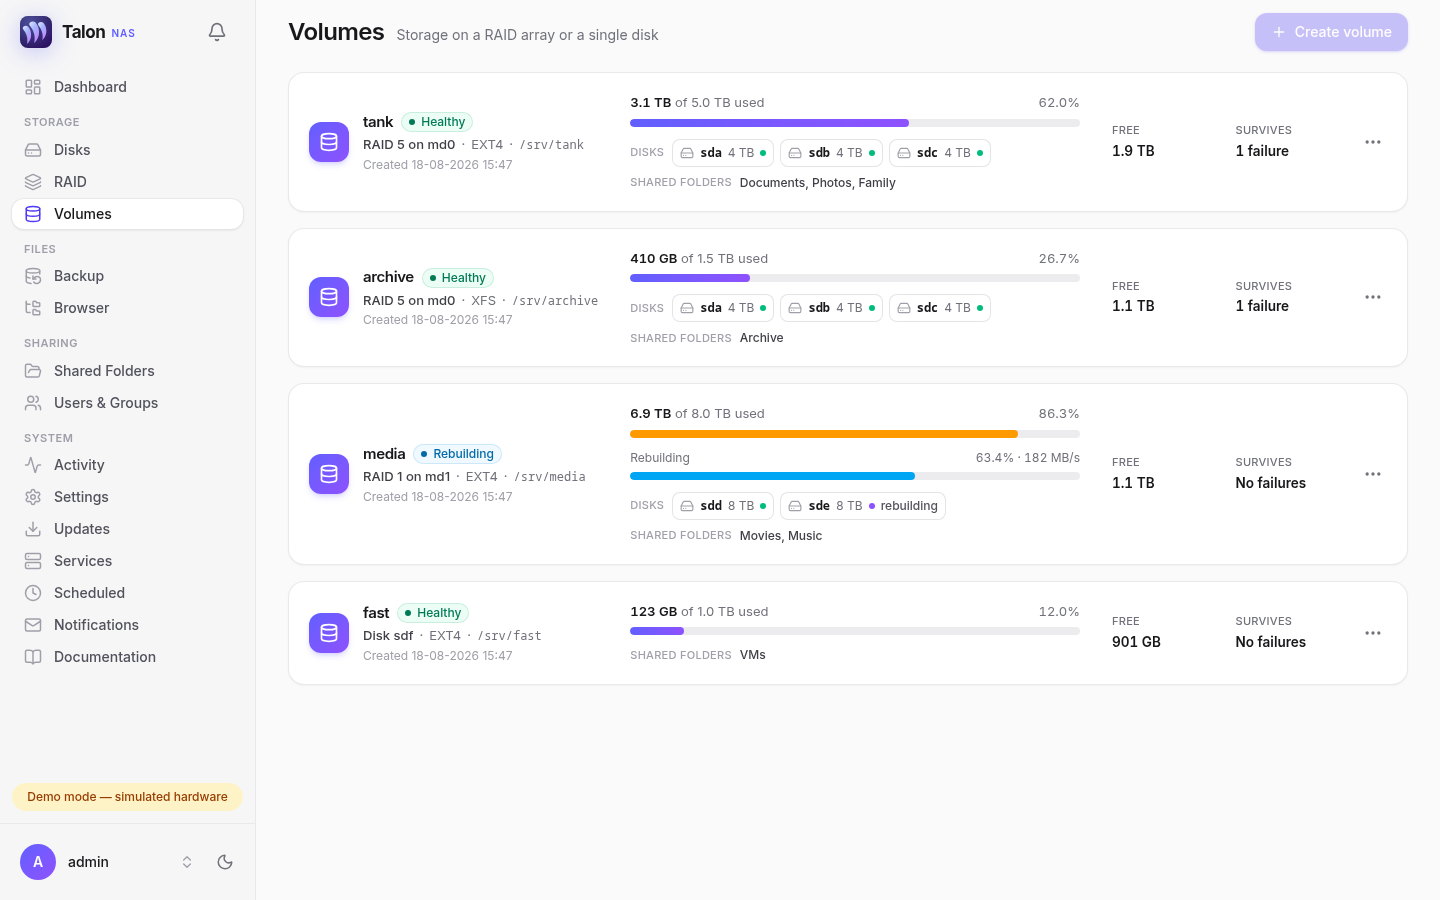 Talon NAS
Dashboard
STORAGE
Disks
RAID
Volumes
FILES
Backup
Browser
SHARING
Shared Folders
Users & Groups
SYSTEM
Activity
Settings
Updates
Services
Scheduled
Notifications
Documentation
Demo mode — simulated hardware
A admin
Volumes Storage on a RAID array or a single disk
Create volume
tank Healthy
RAID 5 on md0 · EXT4 · /srv/tank
Created 18-08-2026 15:47
3.1 TB of 5.0 TB used 62.0%
DISKS sda 4 TB sdb 4 TB sdc 4 TB
SHARED FOLDERS Documents, Photos, Family
FREE
1.9 TB
SURVIVES
1 failure
archive Healthy
RAID 5 on md0 · XFS · /srv/archive
Created 18-08-2026 15:47
410 GB of 1.5 TB used 26.7%
DISKS sda 4 TB sdb 4 TB sdc 4 TB
SHARED FOLDERS Archive
FREE
1.1 TB
SURVIVES
1 failure
media Rebuilding
RAID 1 on md1 · EXT4 · /srv/media
Created 18-08-2026 15:47
6.9 TB of 8.0 TB used 86.3%
Rebuilding 63.4% · 182 MB/s
DISKS sdd 8 TB sde 8 TB rebuilding
SHARED FOLDERS Movies, Music
FREE
1.1 TB
SURVIVES
No failures
fast Healthy
Disk sdf · EXT4 · /srv/fast
Created 18-08-2026 15:47
123 GB of 1.0 TB used 12.0%
SHARED FOLDERS VMs
FREE
901 GB
SURVIVES
No failures